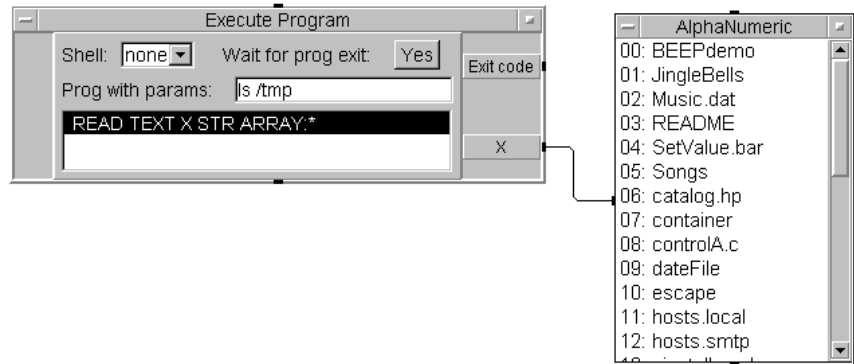 Execute Program
Shell: none Wait for prog exit: Yes
Prog with params: ls /tmp
READ TEXT X STR ARRAY:*
Exit code
X
AlphaNumeric
00: BEEPdemo
01: JingleBells
02: Music.dat
03: README
04: SetValue.bar
05: Songs
06: catalog.hp
07: container
08: controlA.c
09: dateFile
10: escape
11: hosts.local
12: hosts.smtp